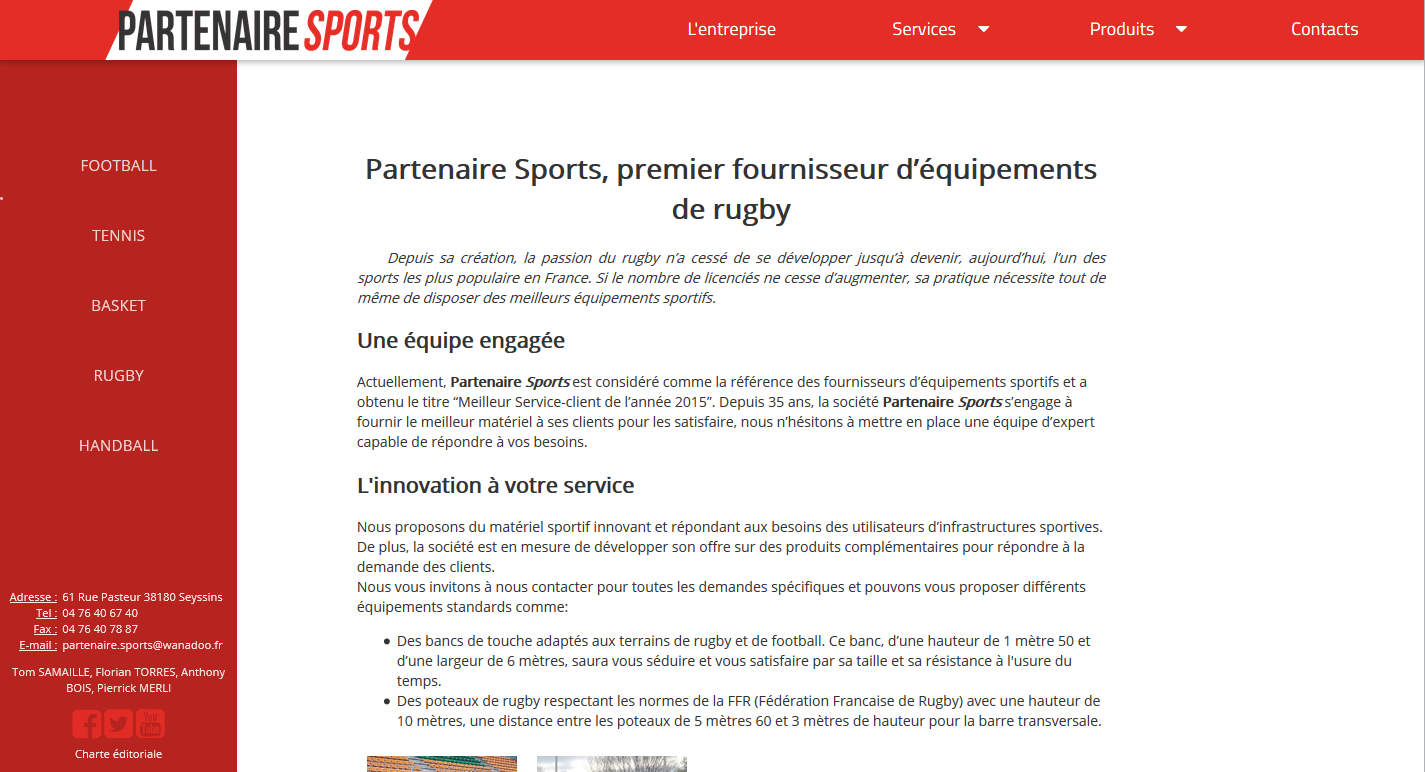 PARTENAIRE SPORTS
L'entreprise
Services
Produits
Contacts
FOOTBALL
TENNIS
BASKET
RUGBY
HANDBALL
Adresse : 61 Rue Pasteur 38180 Seyssins
Tel : 04 76 40 67 40
Fax : 04 76 40 78 87
E-mail : partenaire.sports@wanadoo.fr
Tom SAMAILLE, Florian TORRES, Anthony
BOIS, Pierrick MERLI
You
Tube
Charte éditoriale
Partenaire Sports, premier fournisseur d’équipements
de rugby
Depuis sa création, la passion du rugby n’a cessé de se développer jusqu’à devenir, aujourd’hui, l’un des
sports les plus populaire en France. Si le nombre de licenciés ne cesse d’augmenter, sa pratique nécessite tout de
même de disposer des meilleurs équipements sportifs.
Une équipe engagée
Actuellement, Partenaire Sports est considéré comme la référence des fournisseurs d’équipements sportifs et a
obtenu le titre “Meilleur Service-client de l’année 2015”. Depuis 35 ans, la société Partenaire Sports s’engage à
fournir le meilleur matériel à ses clients pour les satisfaire, nous n’hésitons à mettre en place une équipe d’expert
capable de répondre à vos besoins.
L'innovation à votre service
Nous proposons du matériel sportif innovant et répondant aux besoins des utilisateurs d’infrastructures sportives.
De plus, la société est en mesure de développer son offre sur des produits complémentaires pour répondre à la
demande des clients.
Nous vous invitons à nous contacter pour toutes les demandes spécifiques et pouvons vous proposer différents
équipements standards comme:
• Des bancs de touche adaptés aux terrains de rugby et de football. Ce banc, d’une hauteur de 1 mètre 50 et
d’une largeur de 6 mètres, saura vous séduire et vous satisfaire par sa taille et sa résistance à l'usure du
temps.
• Des poteaux de rugby respectant les normes de la FFR (Fédération Francaise de Rugby) avec une hauteur de
10 mètres, une distance entre les poteaux de 5 mètres 60 et 3 mètres de hauteur pour la barre transversale.